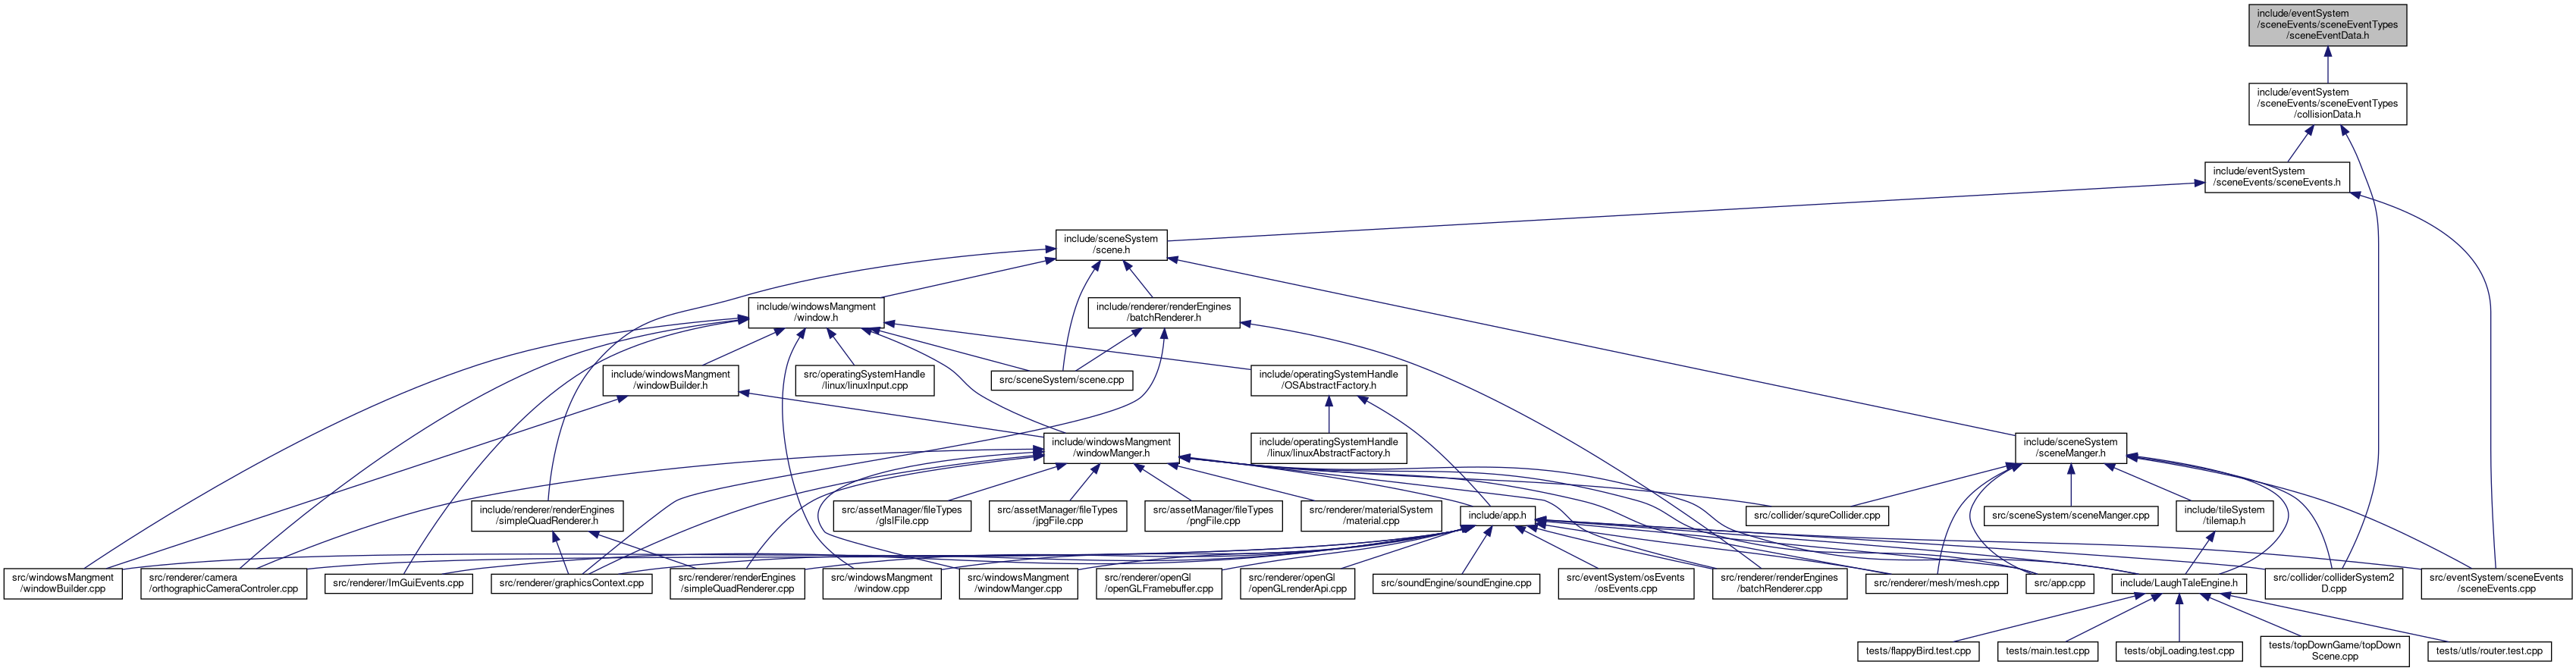 include/eventSystem
/sceneEvents/sceneEventTypes
/sceneEventData.h
include/eventSystem
/sceneEvents/sceneEventTypes
/collisionData.h
include/eventSystem
/sceneEvents/sceneEvents.h
include/sceneSystem
/scene.h
include/windowsMangment
/window.h
include/renderer/renderEngines
/batchRenderer.h
include/windowsMangment
/windowBuilder.h
src/operatingSystemHandle
/linux/linuxInput.cpp
src/sceneSystem/scene.cpp
include/operatingSystemHandle
/OSAbstractFactory.h
include/windowsMangment
/windowManger.h
include/operatingSystemHandle
/linux/linuxAbstractFactory.h
include/sceneSystem
/sceneManger.h
include/renderer/renderEngines
/simpleQuadRenderer.h
src/assetManager/fileTypes
/glslFile.cpp
src/assetManager/fileTypes
/jpgFile.cpp
src/assetManager/fileTypes
/pngFile.cpp
src/renderer/materialSystem
/material.cpp
include/app.h
src/collider/squreCollider.cpp
src/sceneSystem/sceneManger.cpp
include/tileSystem
/tilemap.h
src/windowsMangment
/windowBuilder.cpp
src/renderer/camera
/orthographicCameraControler.cpp
src/renderer/ImGuiEvents.cpp
src/renderer/graphicsContext.cpp
src/renderer/renderEngines
/simpleQuadRenderer.cpp
src/windowsMangment
/window.cpp
src/windowsMangment
/windowManger.cpp
src/renderer/openGl
/openGLFramebuffer.cpp
src/renderer/openGl
/openGLrenderApi.cpp
src/soundEngine/soundEngine.cpp
src/eventSystem/osEvents
/osEvents.cpp
src/renderer/renderEngines
/batchRenderer.cpp
src/renderer/mesh/mesh.cpp
src/app.cpp
include/LaughTaleEngine.h
src/collider/colliderSystem2
D.cpp
src/eventSystem/sceneEvents
/sceneEvents.cpp
tests/flappyBird.test.cpp
tests/main.test.cpp
tests/objLoading.test.cpp
tests/topDownGame/topDown
Scene.cpp
tests/utls/router.test.cpp